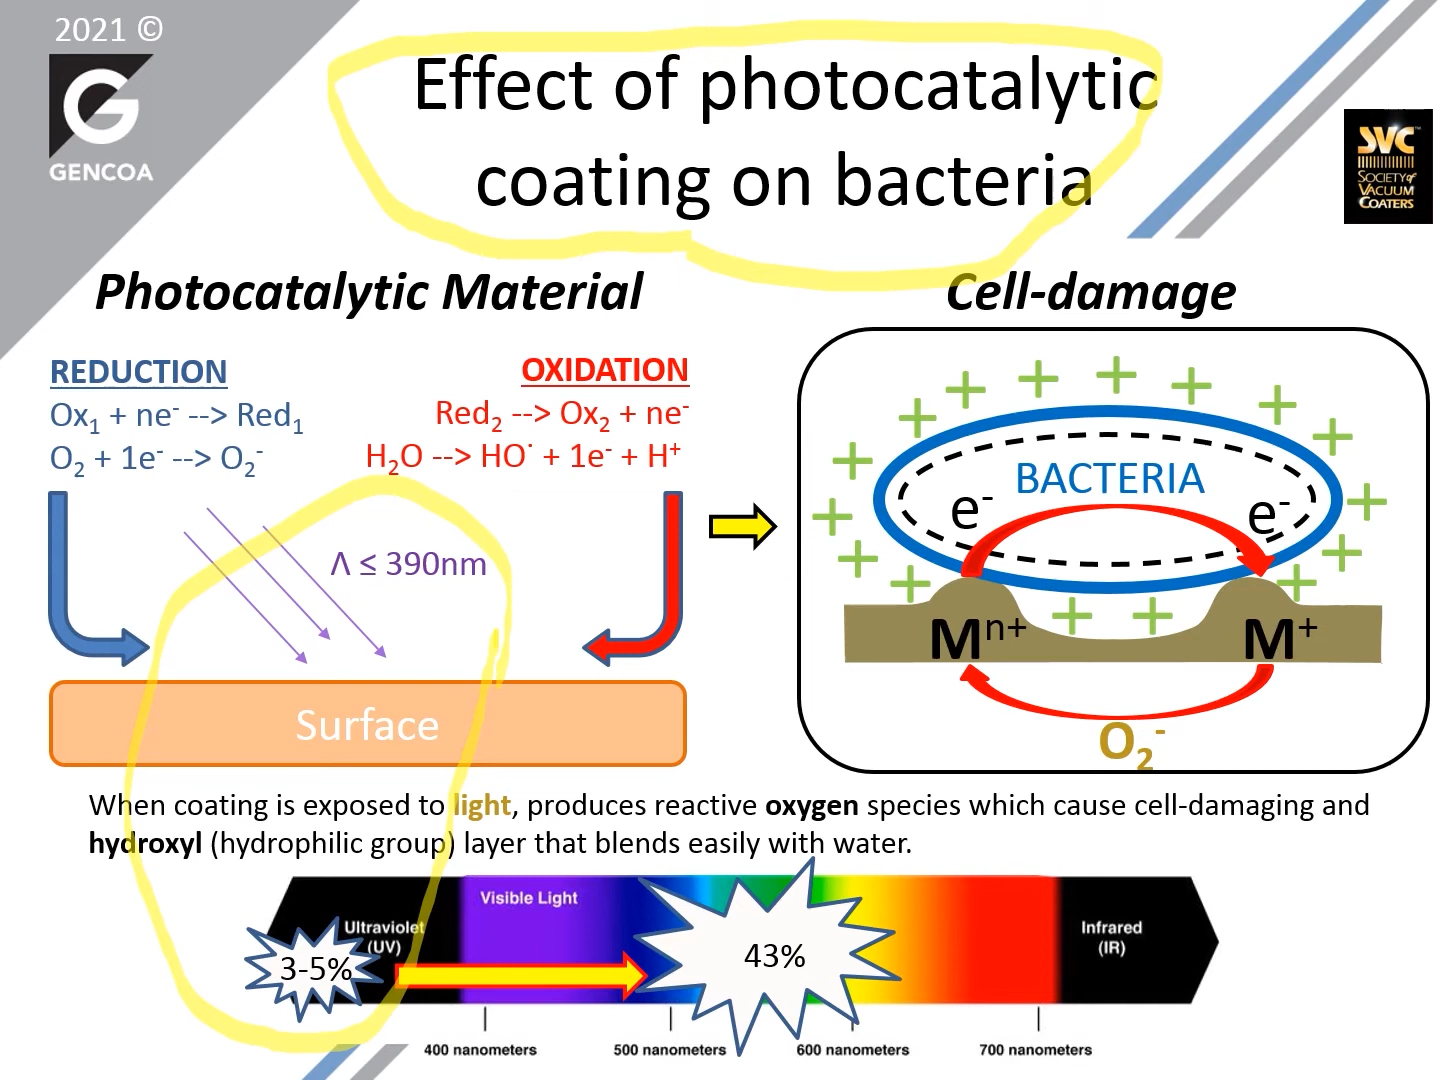 2021 ©
GENCOA
Effect of photocatalytic
coating on bacteria
SVC™
SOCIETY of
VACUUM
COATERS
Photocatalytic Material
Cell-damage
REDUCTION
Ox₁ + ne⁻ --> Red₁
O₂ + 1e⁻ --> O₂⁻
OXIDATION
Red₂ --> Ox₂ + ne⁻
H₂O --> HO˙ + 1e⁻ + H⁺
Λ ≤ 390nm
Surface
BACTERIA
e⁻
e⁻
Mⁿ⁺
M⁺
O₂⁻
When coating is exposed to light, produces reactive oxygen species which cause cell-damaging and
hydroxyl (hydrophilic group) layer that blends easily with water.
Visible Light
Ultraviolet
(UV)
Infrared
(IR)
3-5%
43%
400 nanometers
500 nanometers
600 nanometers
700 nanometers